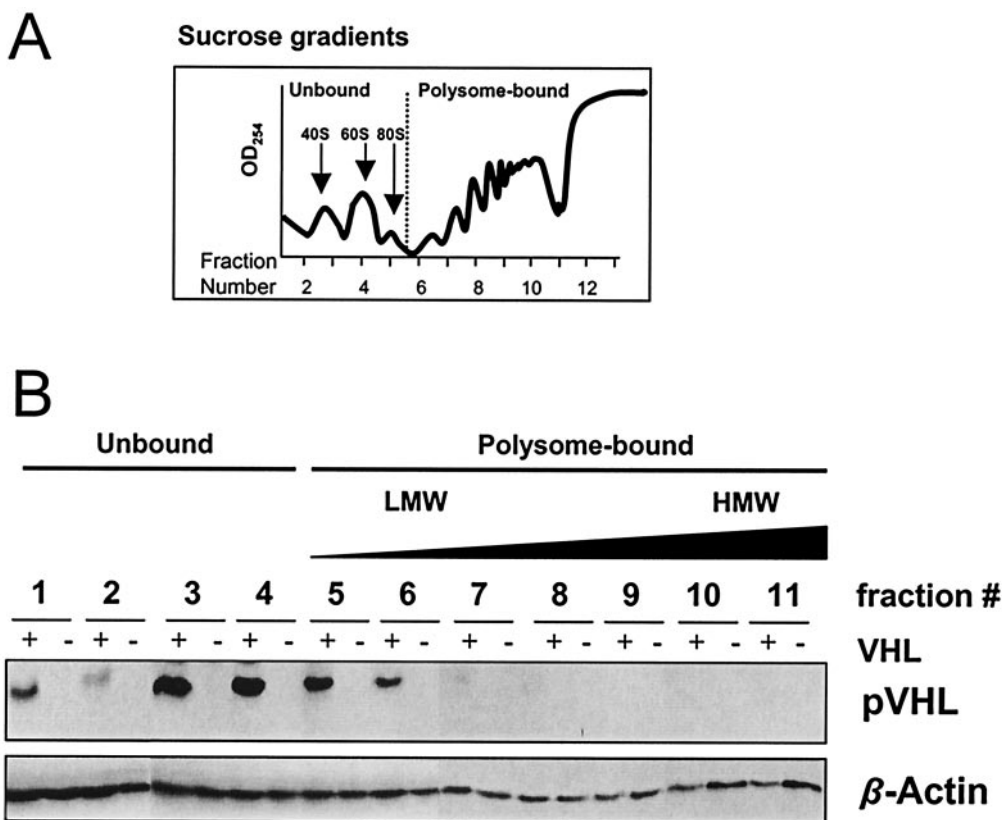 A
Sucrose gradients
Unbound
Polysome-bound
40S 60S 80S
OD254
Fraction
Number 2 4 6 8 10 12
B
Unbound
Polysome-bound
LMW
HMW
1 2 3 4 5 6 7 8 9 10 11 fraction #
+ - + - + - + - + - + - + - + - + - + - + - VHL
pVHL
β-Actin